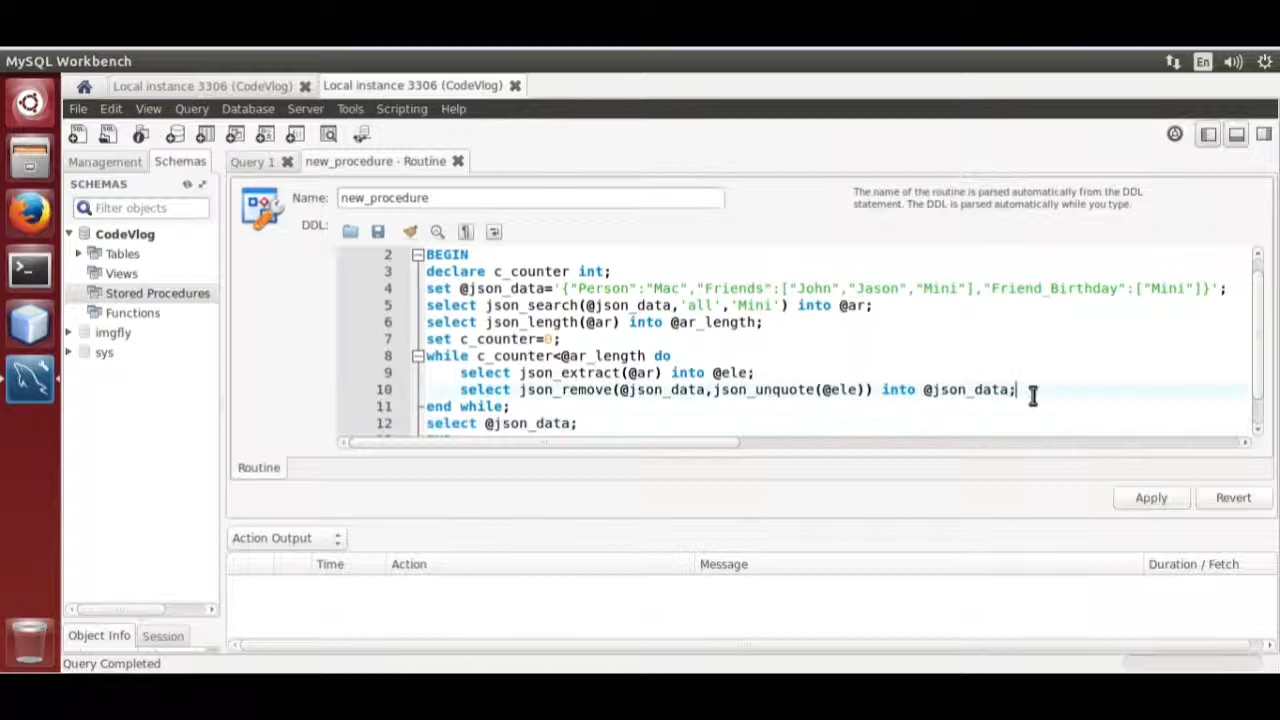 MySQL Workbench
En
Local instance 3306 (CodeVlog)
Local instance 3306 (CodeVlog)
File Edit View Query Database Server Tools Scripting Help
Management
Schemas
Query 1
new_procedure - Routine
SCHEMAS
Filter objects
CodeVlog
Tables
Views
Stored Procedures
Functions
imgfly
sys
Name:
new_procedure
The name of the routine is parsed automatically from the DDL
statement. The DDL is parsed automatically while you type.
DDL:
2 BEGIN
3 declare c_counter int;
4 set @json_data='{"Person":"Mac","Friends":["John","Jason","Mini"],"Friend_Birthday":["Mini"]}';
5 select json_search(@json_data,'all','Mini') into @ar;
6 select json_length(@ar) into @ar_length;
7 set c_counter=0;
8 while c_counter<@ar_length do
9 select json_extract(@ar) into @ele;
10 select json_remove(@json_data,json_unquote(@ele)) into @json_data;
11 end while;
12 select @json_data;
Routine
Apply
Revert
Action Output
Time
Action
Message
Duration / Fetch
Object Info
Session
Query Completed